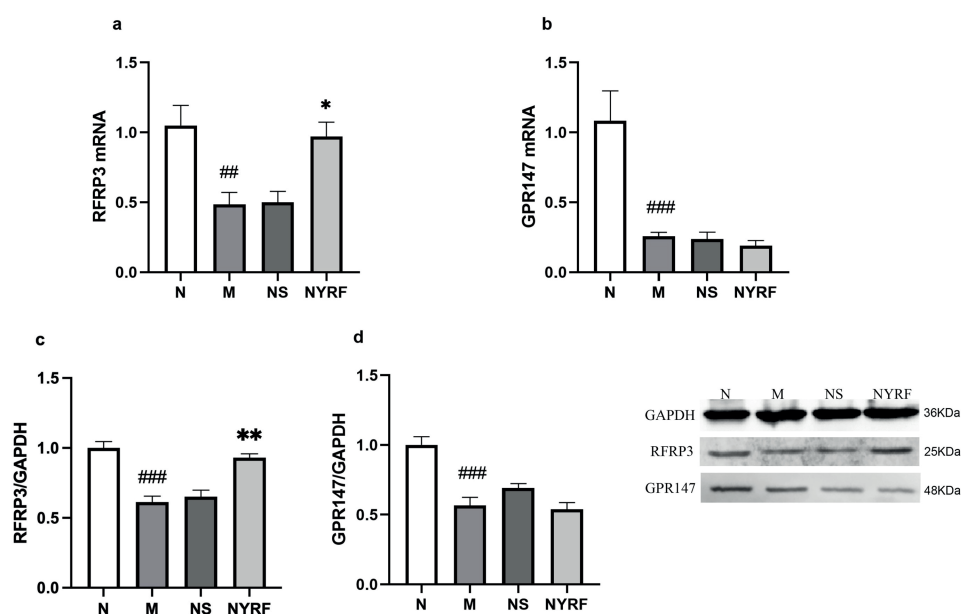 a
1.5
1.0
0.5
0.0
RFRP3 mRNA
##
*
N M NS NYRF
b
1.5
1.0
0.5
0.0
GPR147 mRNA
###
N M NS NYRF
c
1.5
1.0
0.5
0.0
RFRP3/GAPDH
###
**
N M NS NYRF
d
1.5
1.0
0.5
0.0
GPR147/GAPDH
###
N M NS NYRF
N M NS NYRF
GAPDH 36KDa
RFRP3 25KDa
GPR147 48KDa